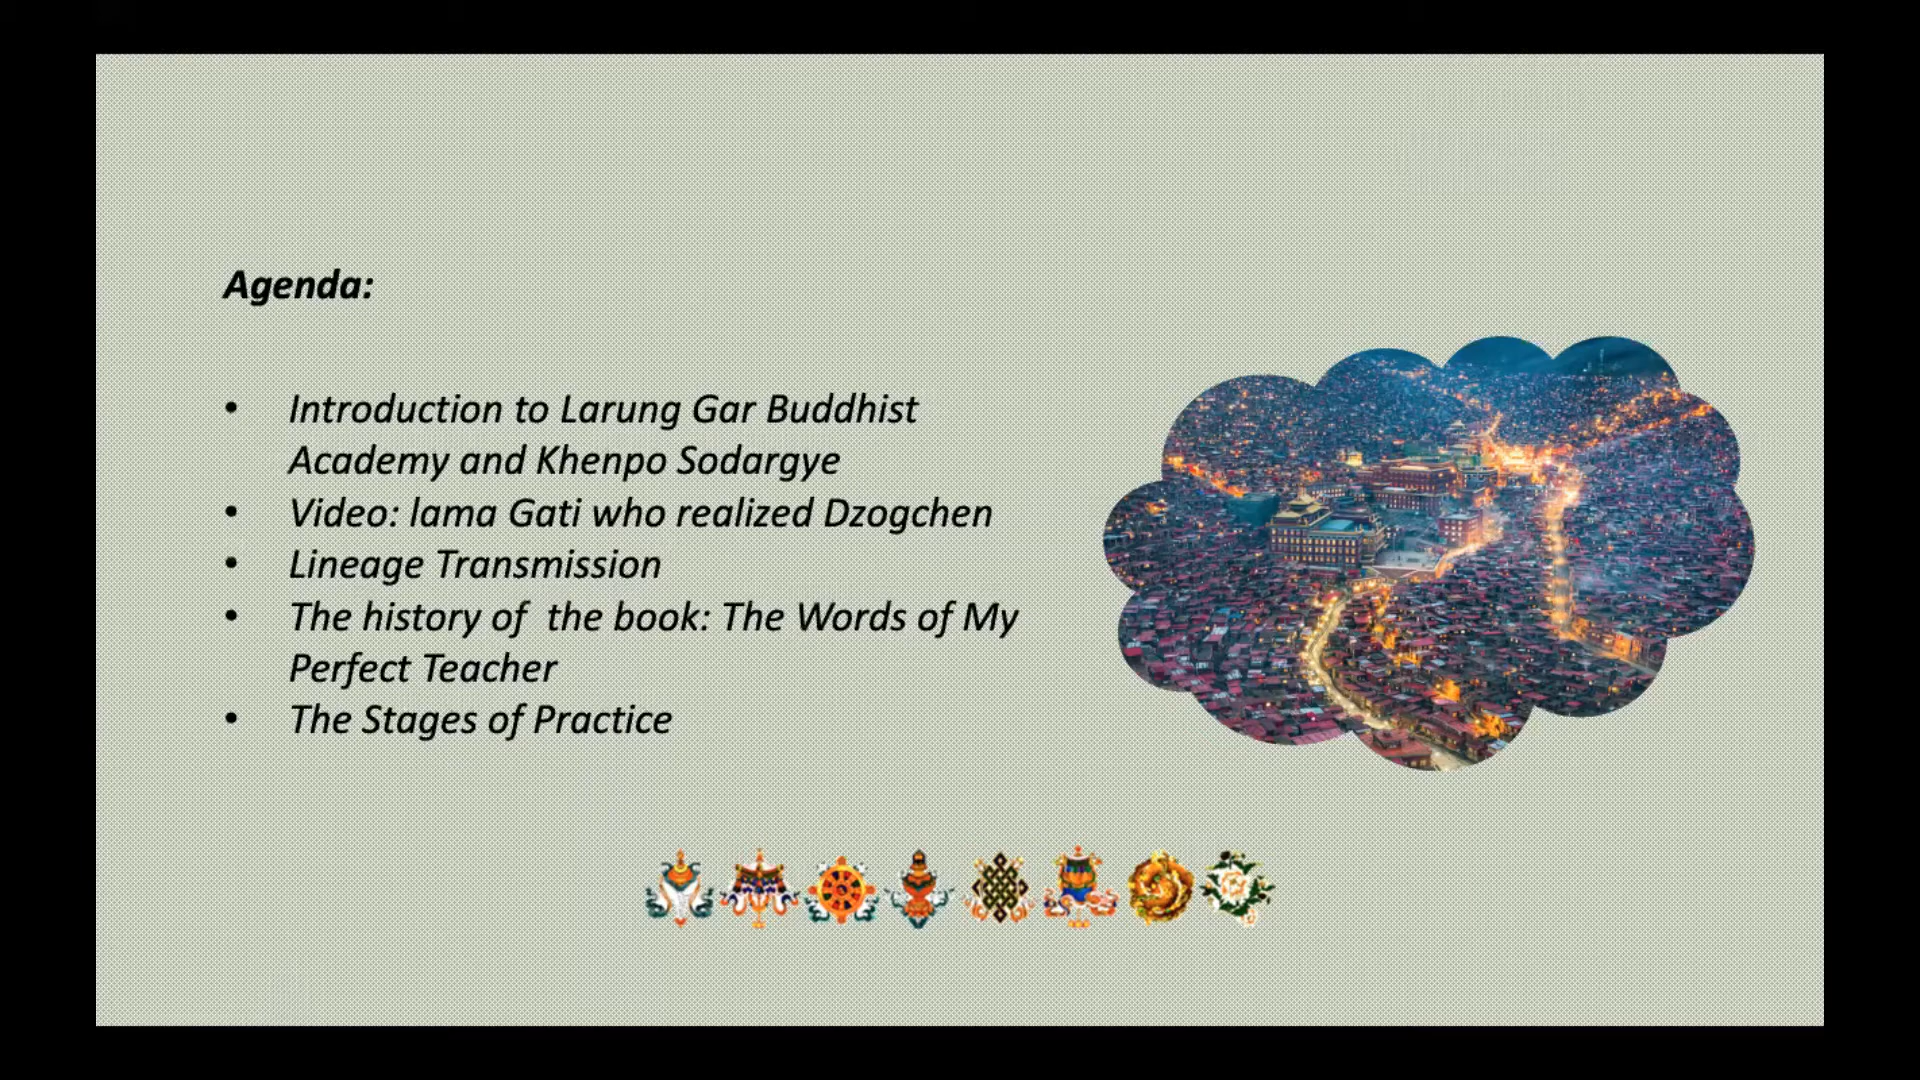 Agenda:
• Introduction to Larung Gar Buddhist
Academy and Khenpo Sodargye
• Video: lama Gati who realized Dzogchen
• Lineage Transmission
• The history of  the book: The Words of My
Perfect Teacher
• The Stages of Practice